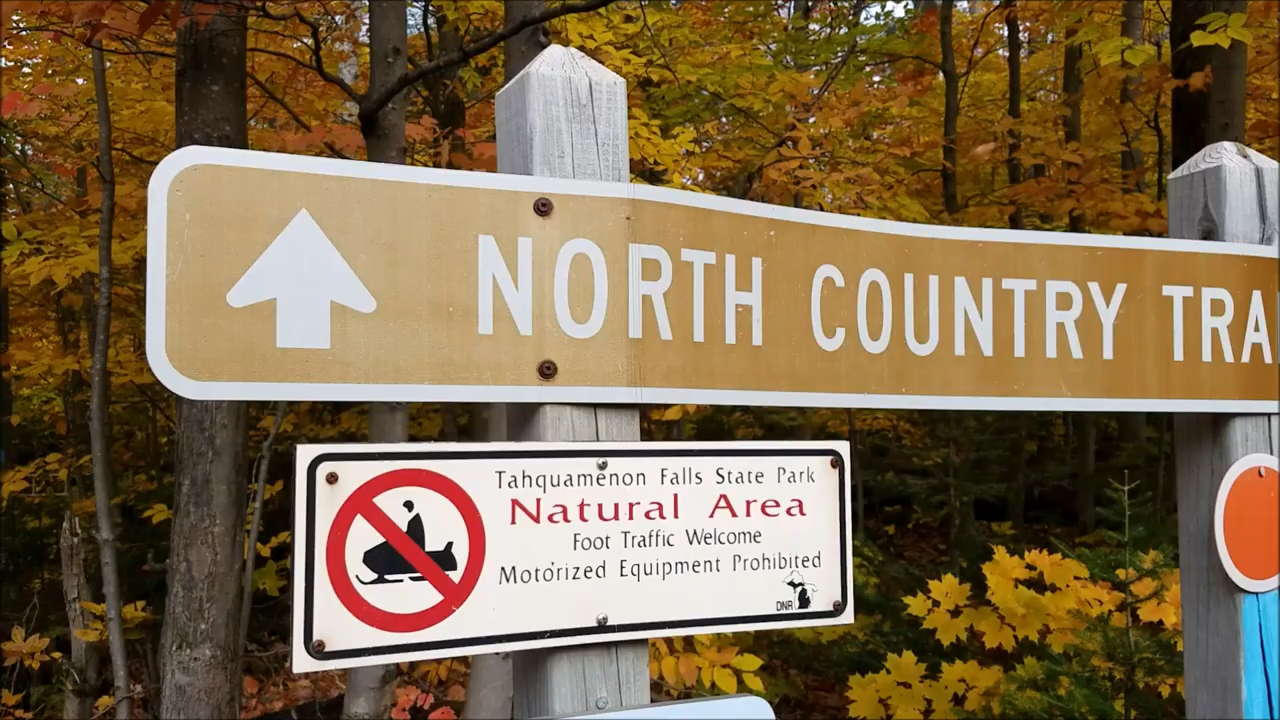 NORTH COUNTRY TRA
Tahquamenon Falls State Park
Natural Area
Foot Traffic Welcome
Motorized Equipment Prohibited
DNR